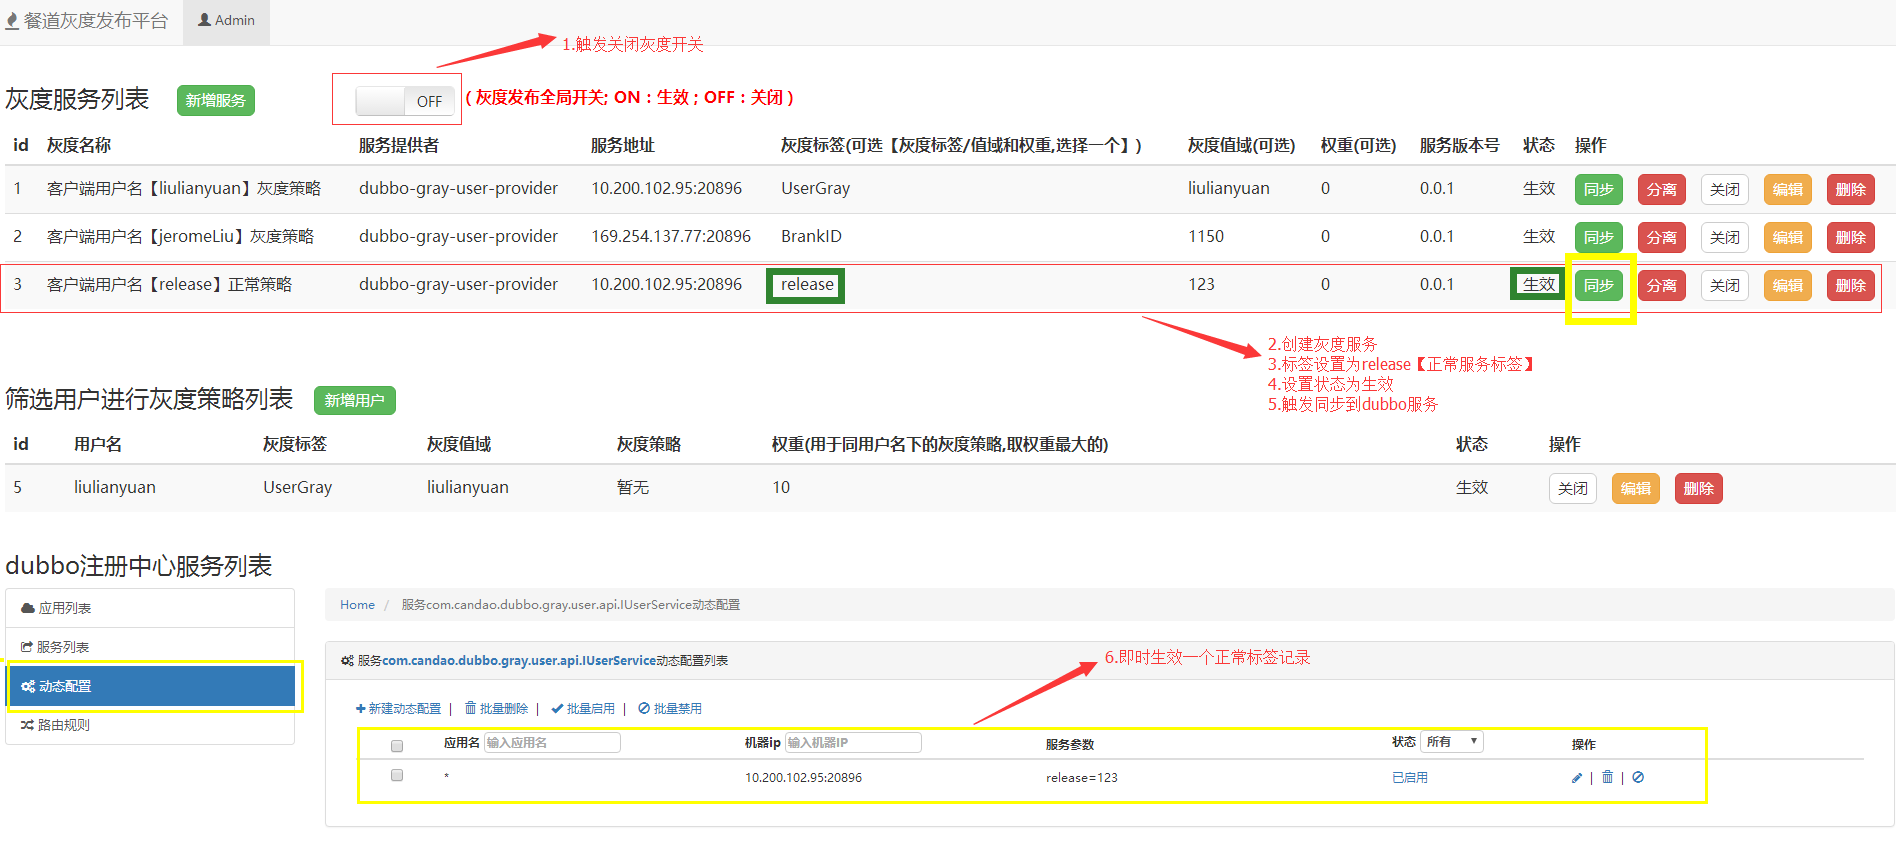 餐道灰度发布平台 Admin
1.触发关闭灰度开关
灰度服务列表 新增服务 OFF ( 灰度发布全局开关; ON : 生效 ; OFF : 关闭 )
id 灰度名称 服务提供者 服务地址 灰度标签(可选【灰度标签/值域和权重,选择一个】) 灰度值域(可选) 权重(可选) 服务版本号 状态 操作
1 客户端用户名【liulianyuan】灰度策略 dubbo-gray-user-provider 10.200.102.95:20896 UserGray liulianyuan 0 0.0.1 生效 同步 分离 关闭 编辑 删除
2 客户端用户名【jeromeLiu】灰度策略 dubbo-gray-user-provider 169.254.137.77:20896 BrankID 1150 0 0.0.1 生效 同步 分离 关闭 编辑 删除
3 客户端用户名【release】正常策略 dubbo-gray-user-provider 10.200.102.95:20896 release 123 0 0.0.1 生效 同步 分离 关闭 编辑 删除
2.创建灰度服务
3.标签设置为release【正常服务标签】
4.设置状态为生效
5.触发同步到dubbo服务
筛选用户进行灰度策略列表 新增用户
id 用户名 灰度标签 灰度值域 灰度策略 权重(用于同用户名下的灰度策略,取权重最大的) 状态 操作
5 liulianyuan UserGray liulianyuan 暂无 10 生效 关闭 编辑 删除
dubbo注册中心服务列表
应用列表
服务列表
动态配置
路由规则
Home / 服务com.candao.dubbo.gray.user.api.IUserService动态配置
服务com.candao.dubbo.gray.user.api.IUserService动态配置列表
6.即时生效一个正常标签记录
新建动态配置 | 批量删除 | 批量启用 | 批量禁用
应用名 输入应用名 机器ip 输入机器IP 服务参数 状态 所有 操作
* 10.200.102.95:20896 release=123 已启用 | |